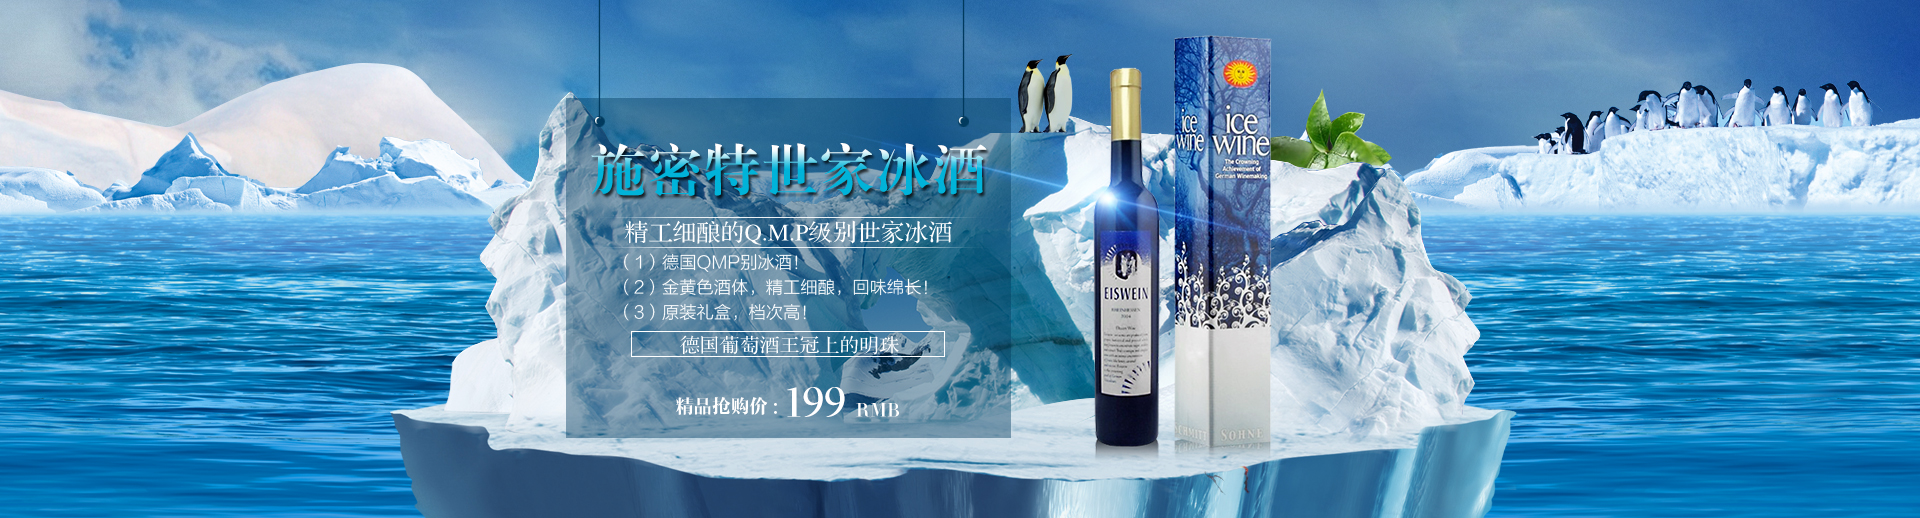 施密特世家冰酒
精工细酿的Q.M.P级别世家冰酒
（1）德国QMP别冰酒！
（2）金黄色酒体，精工细酿，回味绵长！
（3）原装礼盒，档次高！
德国葡萄酒王冠上的明珠
精品抢购价：199 RMB
EISWEIN
ice
wine
ice
wine
The Crowning
Achievement of
German Winemaking
SOHNE